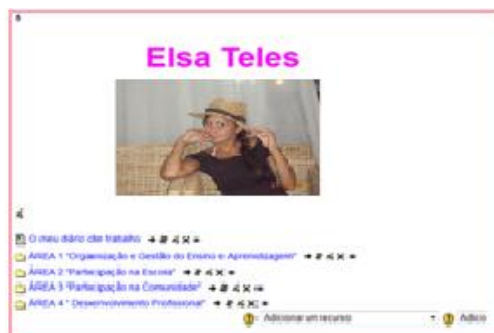 8
Elsa Teles
O meu diário de trabalho
ÁREA 1 "Organização e Gestão do Ensino e Aprendizagem"
ÁREA 2 "Participação na Escola"
ÁREA 3 "Participação na Comunidade"
ÁREA 4 " Desenvolvimento Profissional"
Adicionar um recurso